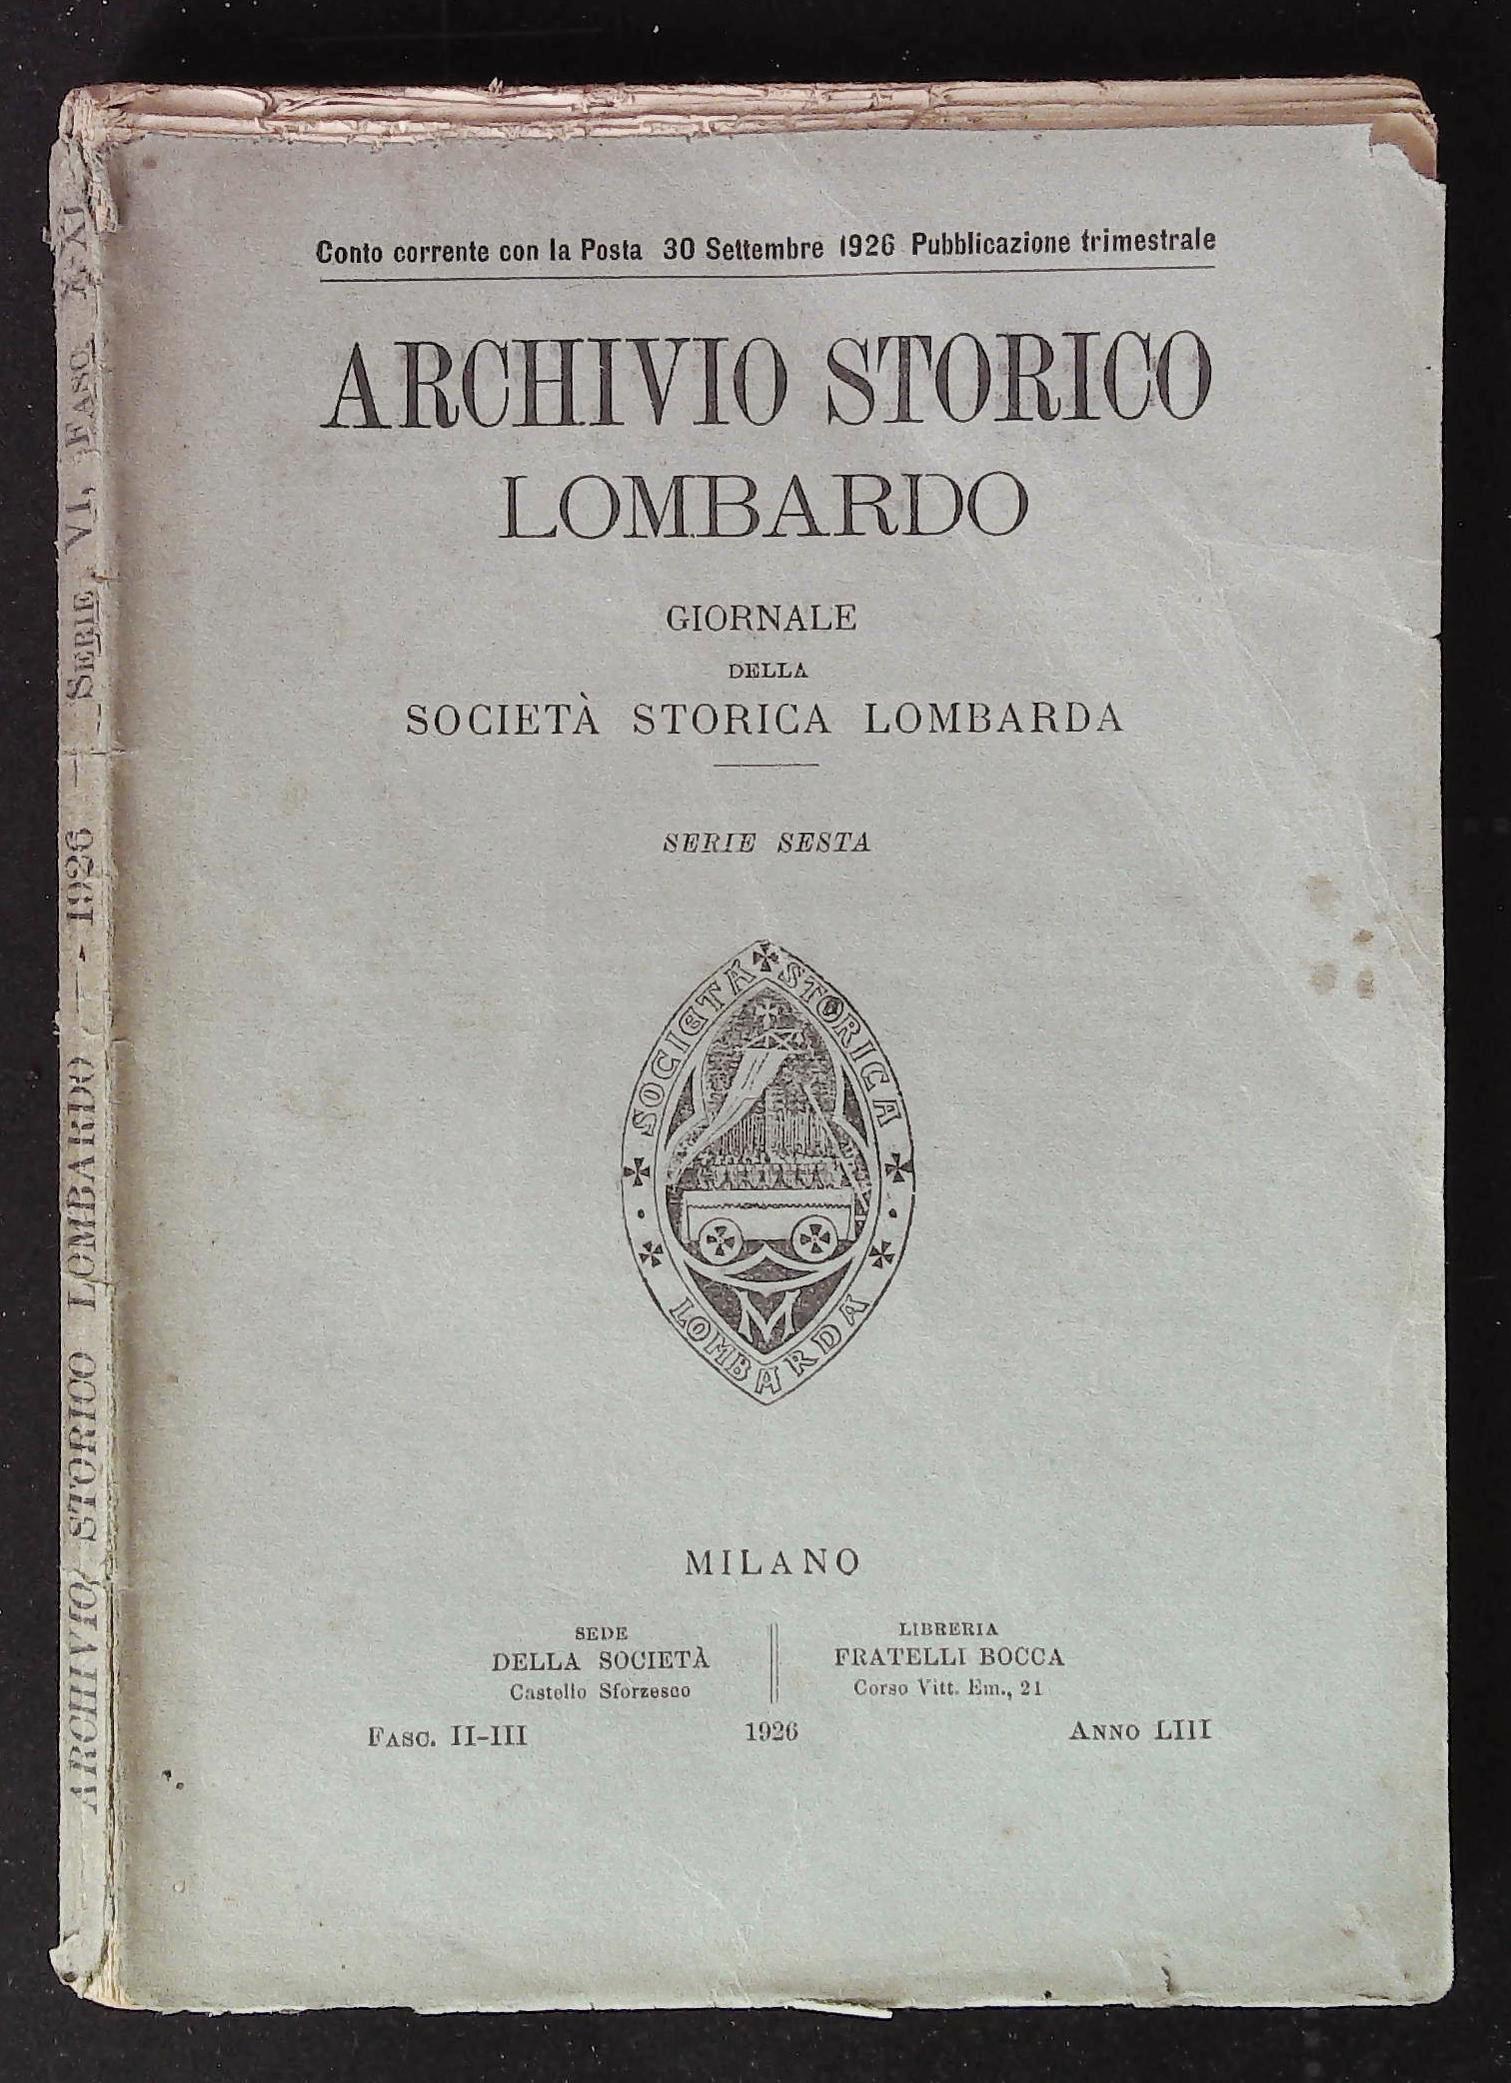 Conto corrente con la Posta 30 Settembre 1926 Pubblicazione trimestrale
ARCHIVIO STORICO
LOMBARDO
GIORNALE
DELLA
SOCIETÀ STORICA LOMBARDA
SERIE SESTA
SOCIETA STORICA
LOMBARDA
M
MILANO
SEDE
DELLA SOCIETÀ
Castello Sforzesco
LIBRERIA
FRATELLI BOCCA
Corso Vitt. Em., 21
FASC. II-III
1926
ANNO LIII
ARCHIVIO STORICO LOMBARDO - 1926 - SERIE VI, FASC. X-XI